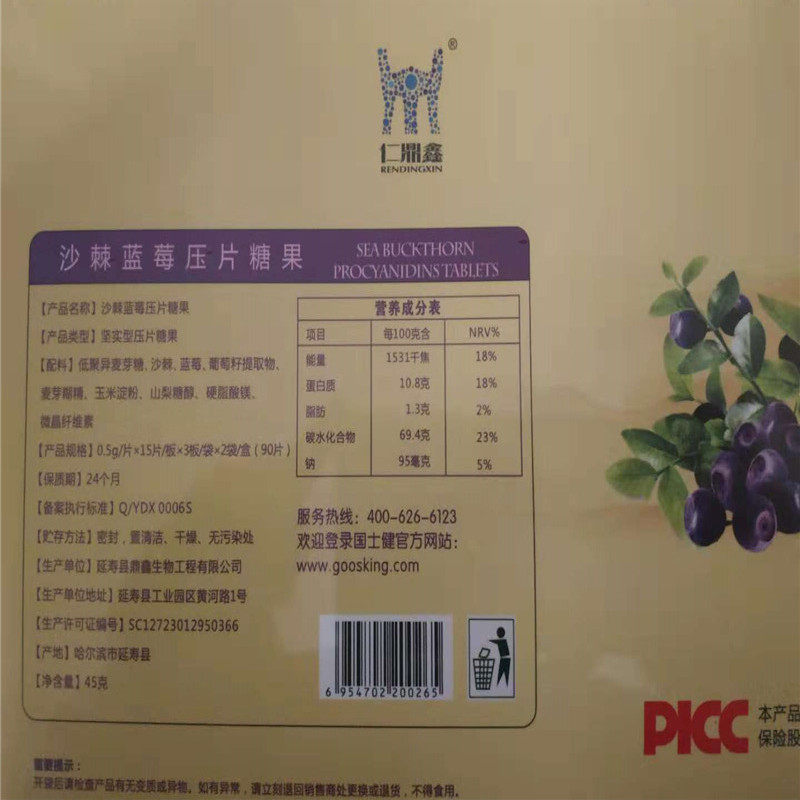 ®
仁鼎鑫
RENDINGXIN
沙棘蓝莓压片糖果
SEA BUCKTHORN
PROCYANIDINS TABLETS
【产品名称】沙棘蓝莓压片糖果
【产品类型】坚实型压片糖果
【配料】低聚异麦芽糖、沙棘、蓝莓、葡萄籽提取物、
麦芽糊精、玉米淀粉、山梨糖醇、硬脂酸镁、
微晶纤维素
【产品规格】0.5g/片×15片/板×3板/袋×2袋/盒（90片）
【保质期】24个月
【备案执行标准】Q/YDX 0006S
【贮存方法】密封，置清洁、干燥、无污染处
【生产单位】延寿县鼎鑫生物工程有限公司
【生产单位地址】延寿县工业园区黄河路1号
【生产许可证编号】SC12723012950366
【产地】哈尔滨市延寿县
【净含量】45克
营养成分表
项目 每100克含 NRV%
能量 1531千焦 18%
蛋白质 10.8克 18%
脂肪 1.3克 2%
碳水化合物 69.4克 23%
钠 95毫克 5%
服务热线：400-626-6123
欢迎登录国士健官方网站：
www.goosking.com
6 954702 200265
PICC
本产品
保险股
重要提示：
开袋后请检查产品有无变质或异物。如有异常，请立刻退回销售商处更换或退货，不得食用。